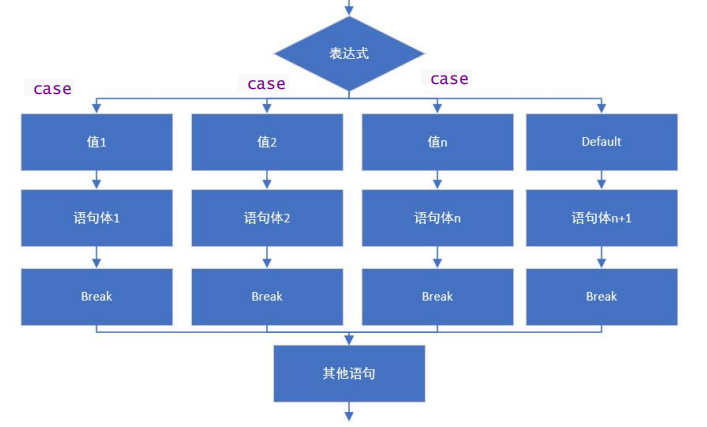 表达式
case
case
case
值1
值2
值n
Default
语句体1
语句体2
语句体n
语句体n+1
Break
Break
Break
Break
其他语句